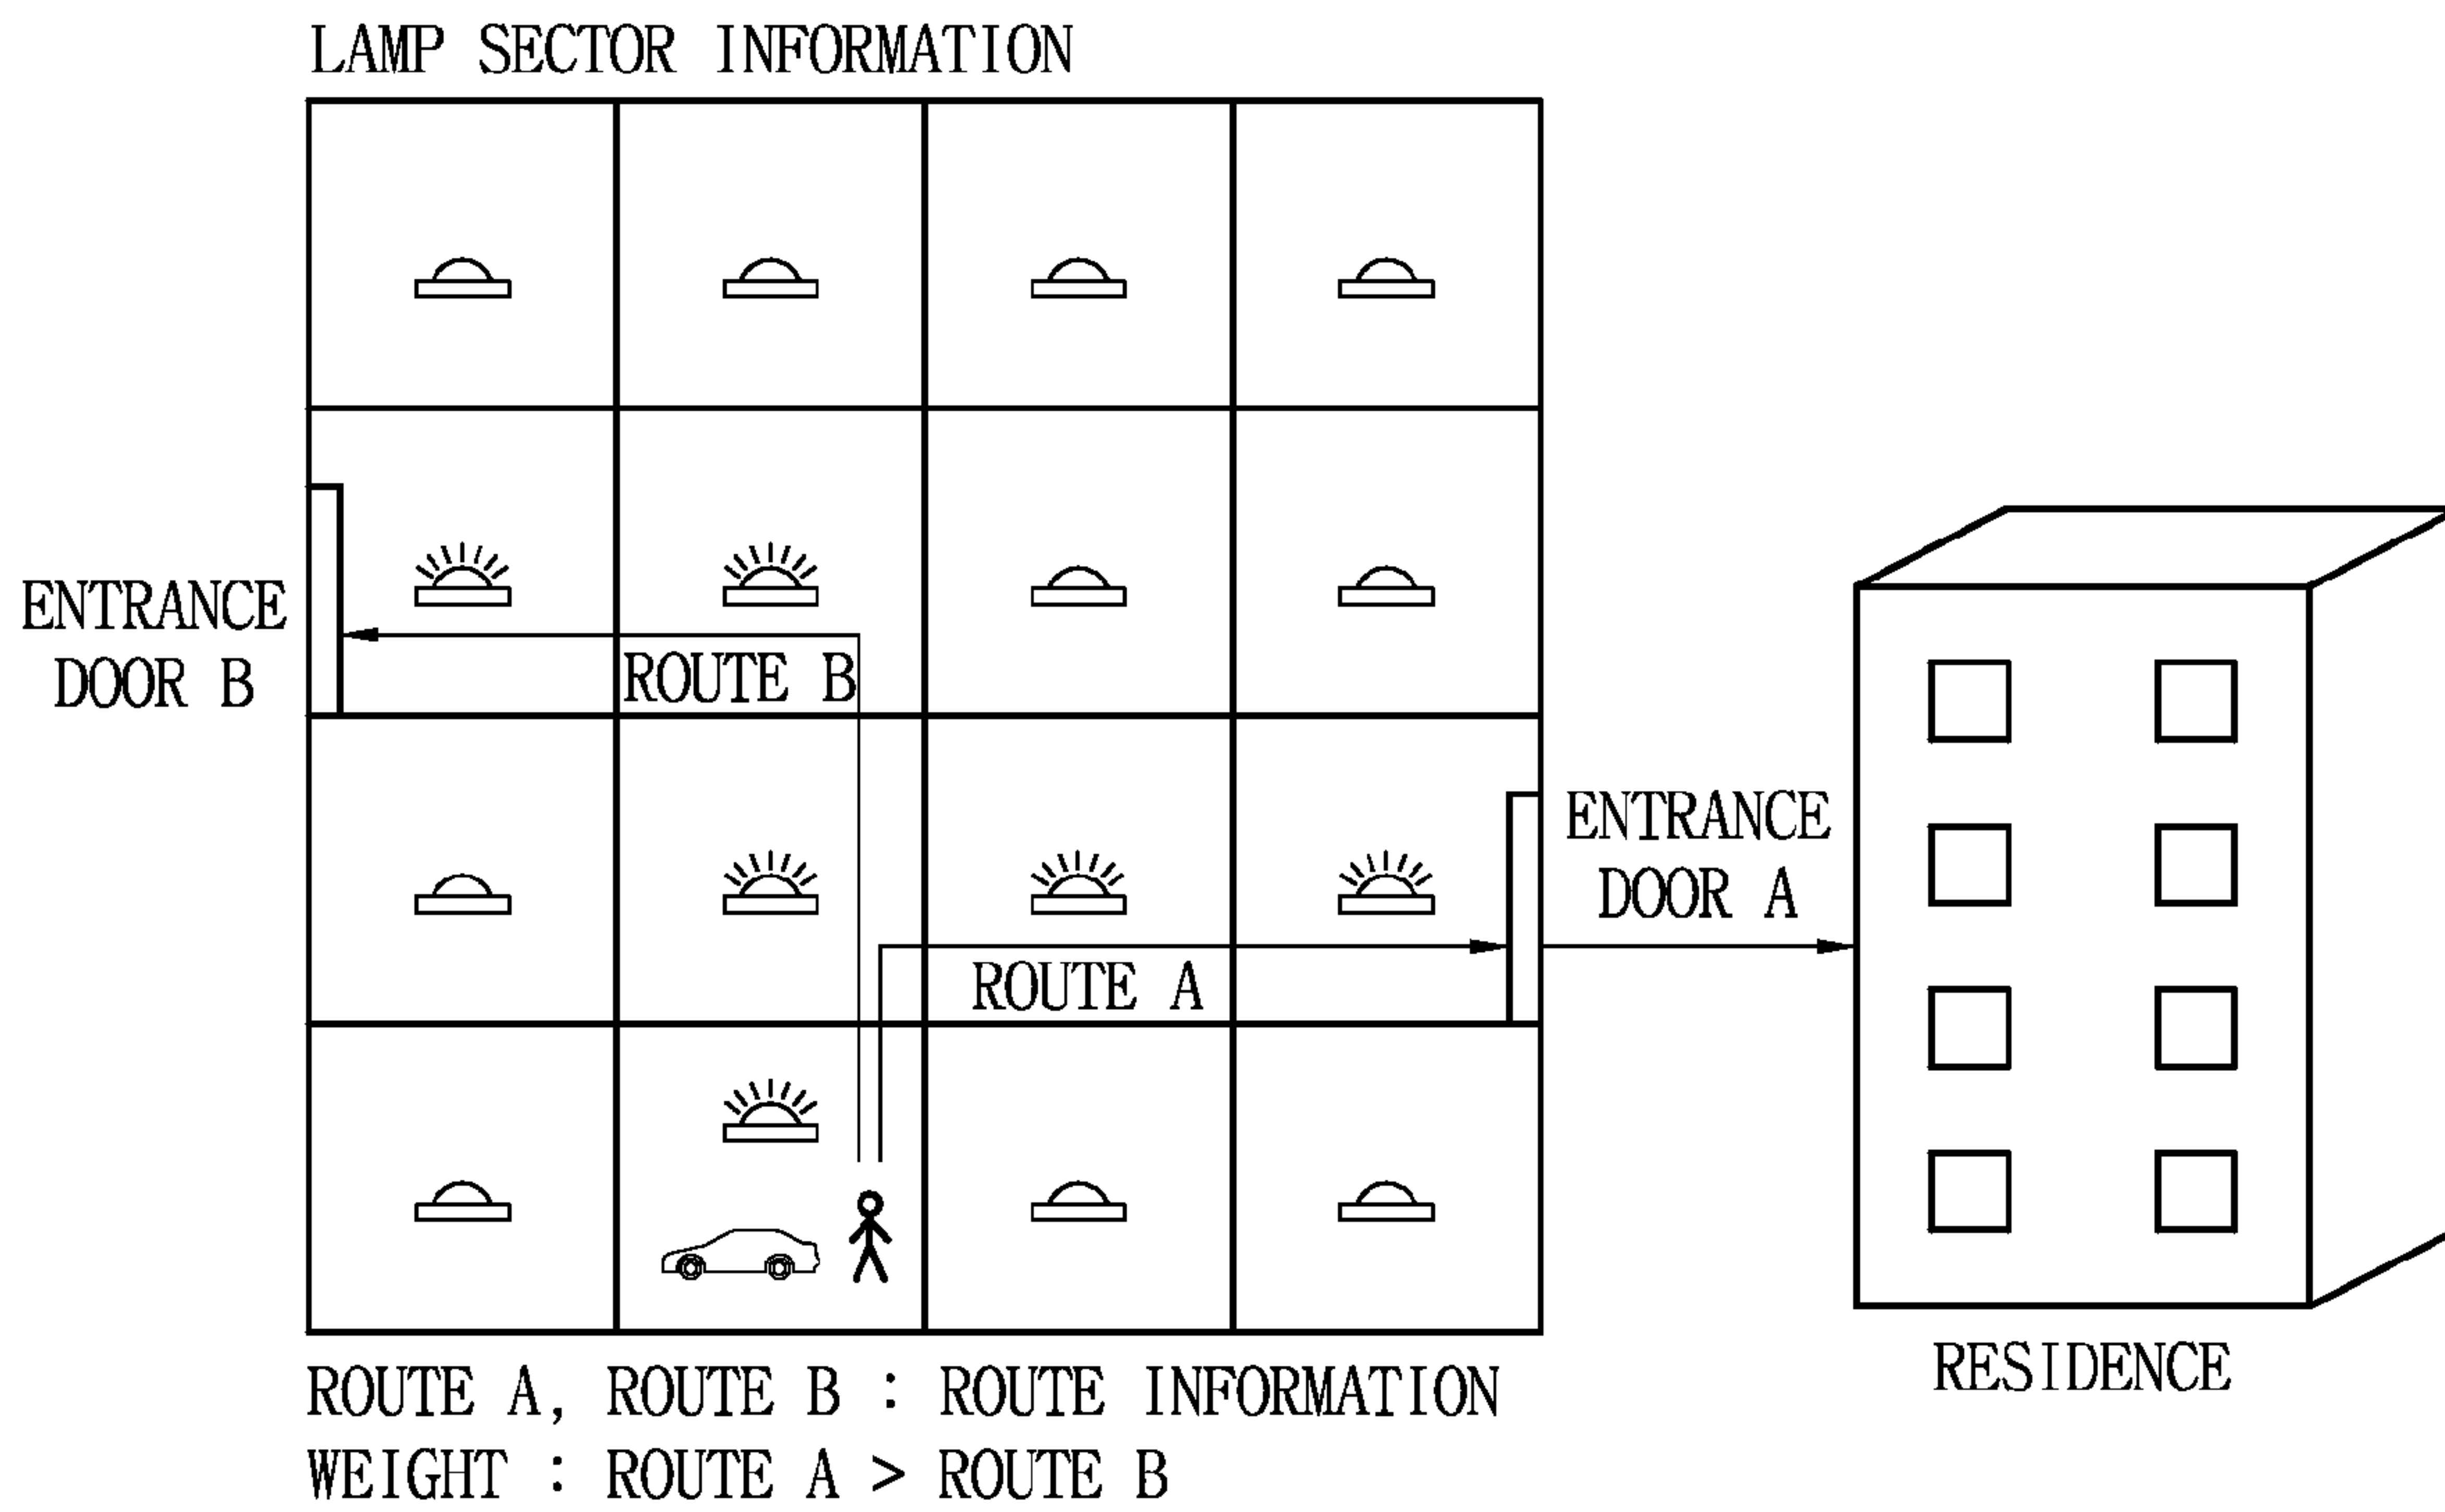 LAMP SECTOR INFORMATION
ENTRANCE
DOOR B
ROUTE B
ENTRANCE
DOOR A
ROUTE A
RESIDENCE
ROUTE A, ROUTE B : ROUTE INFORMATION
WEIGHT : ROUTE A > ROUTE B